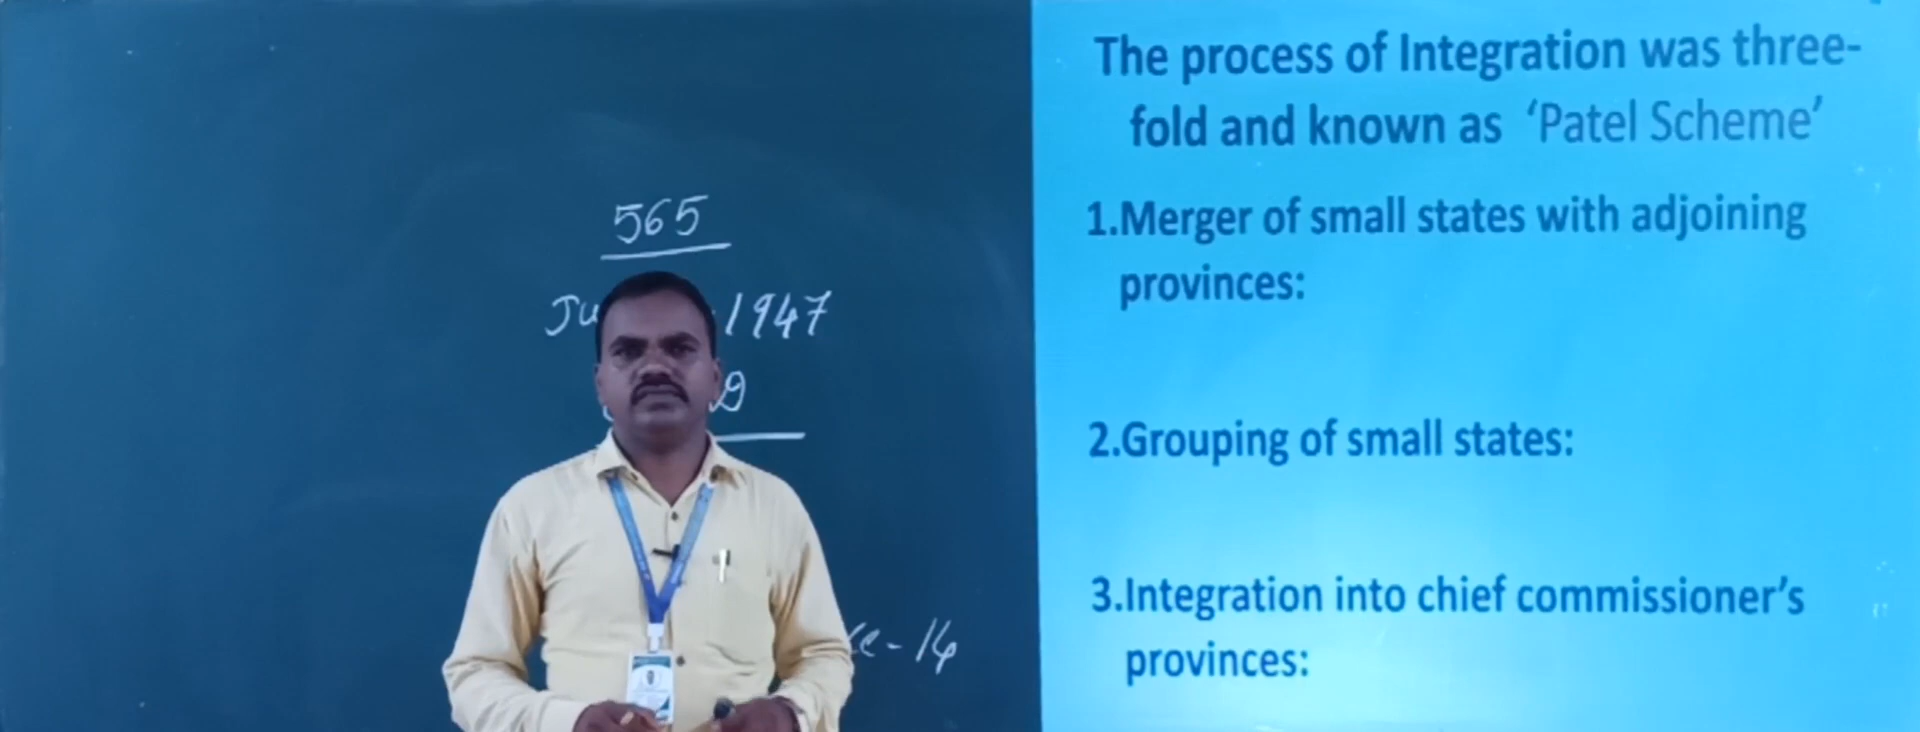 565
1947
The process of Integration was three-
fold and known as ‘Patel Scheme’
1.Merger of small states with adjoining
provinces:
2.Grouping of small states:
3.Integration into chief commissioner’s
provinces: